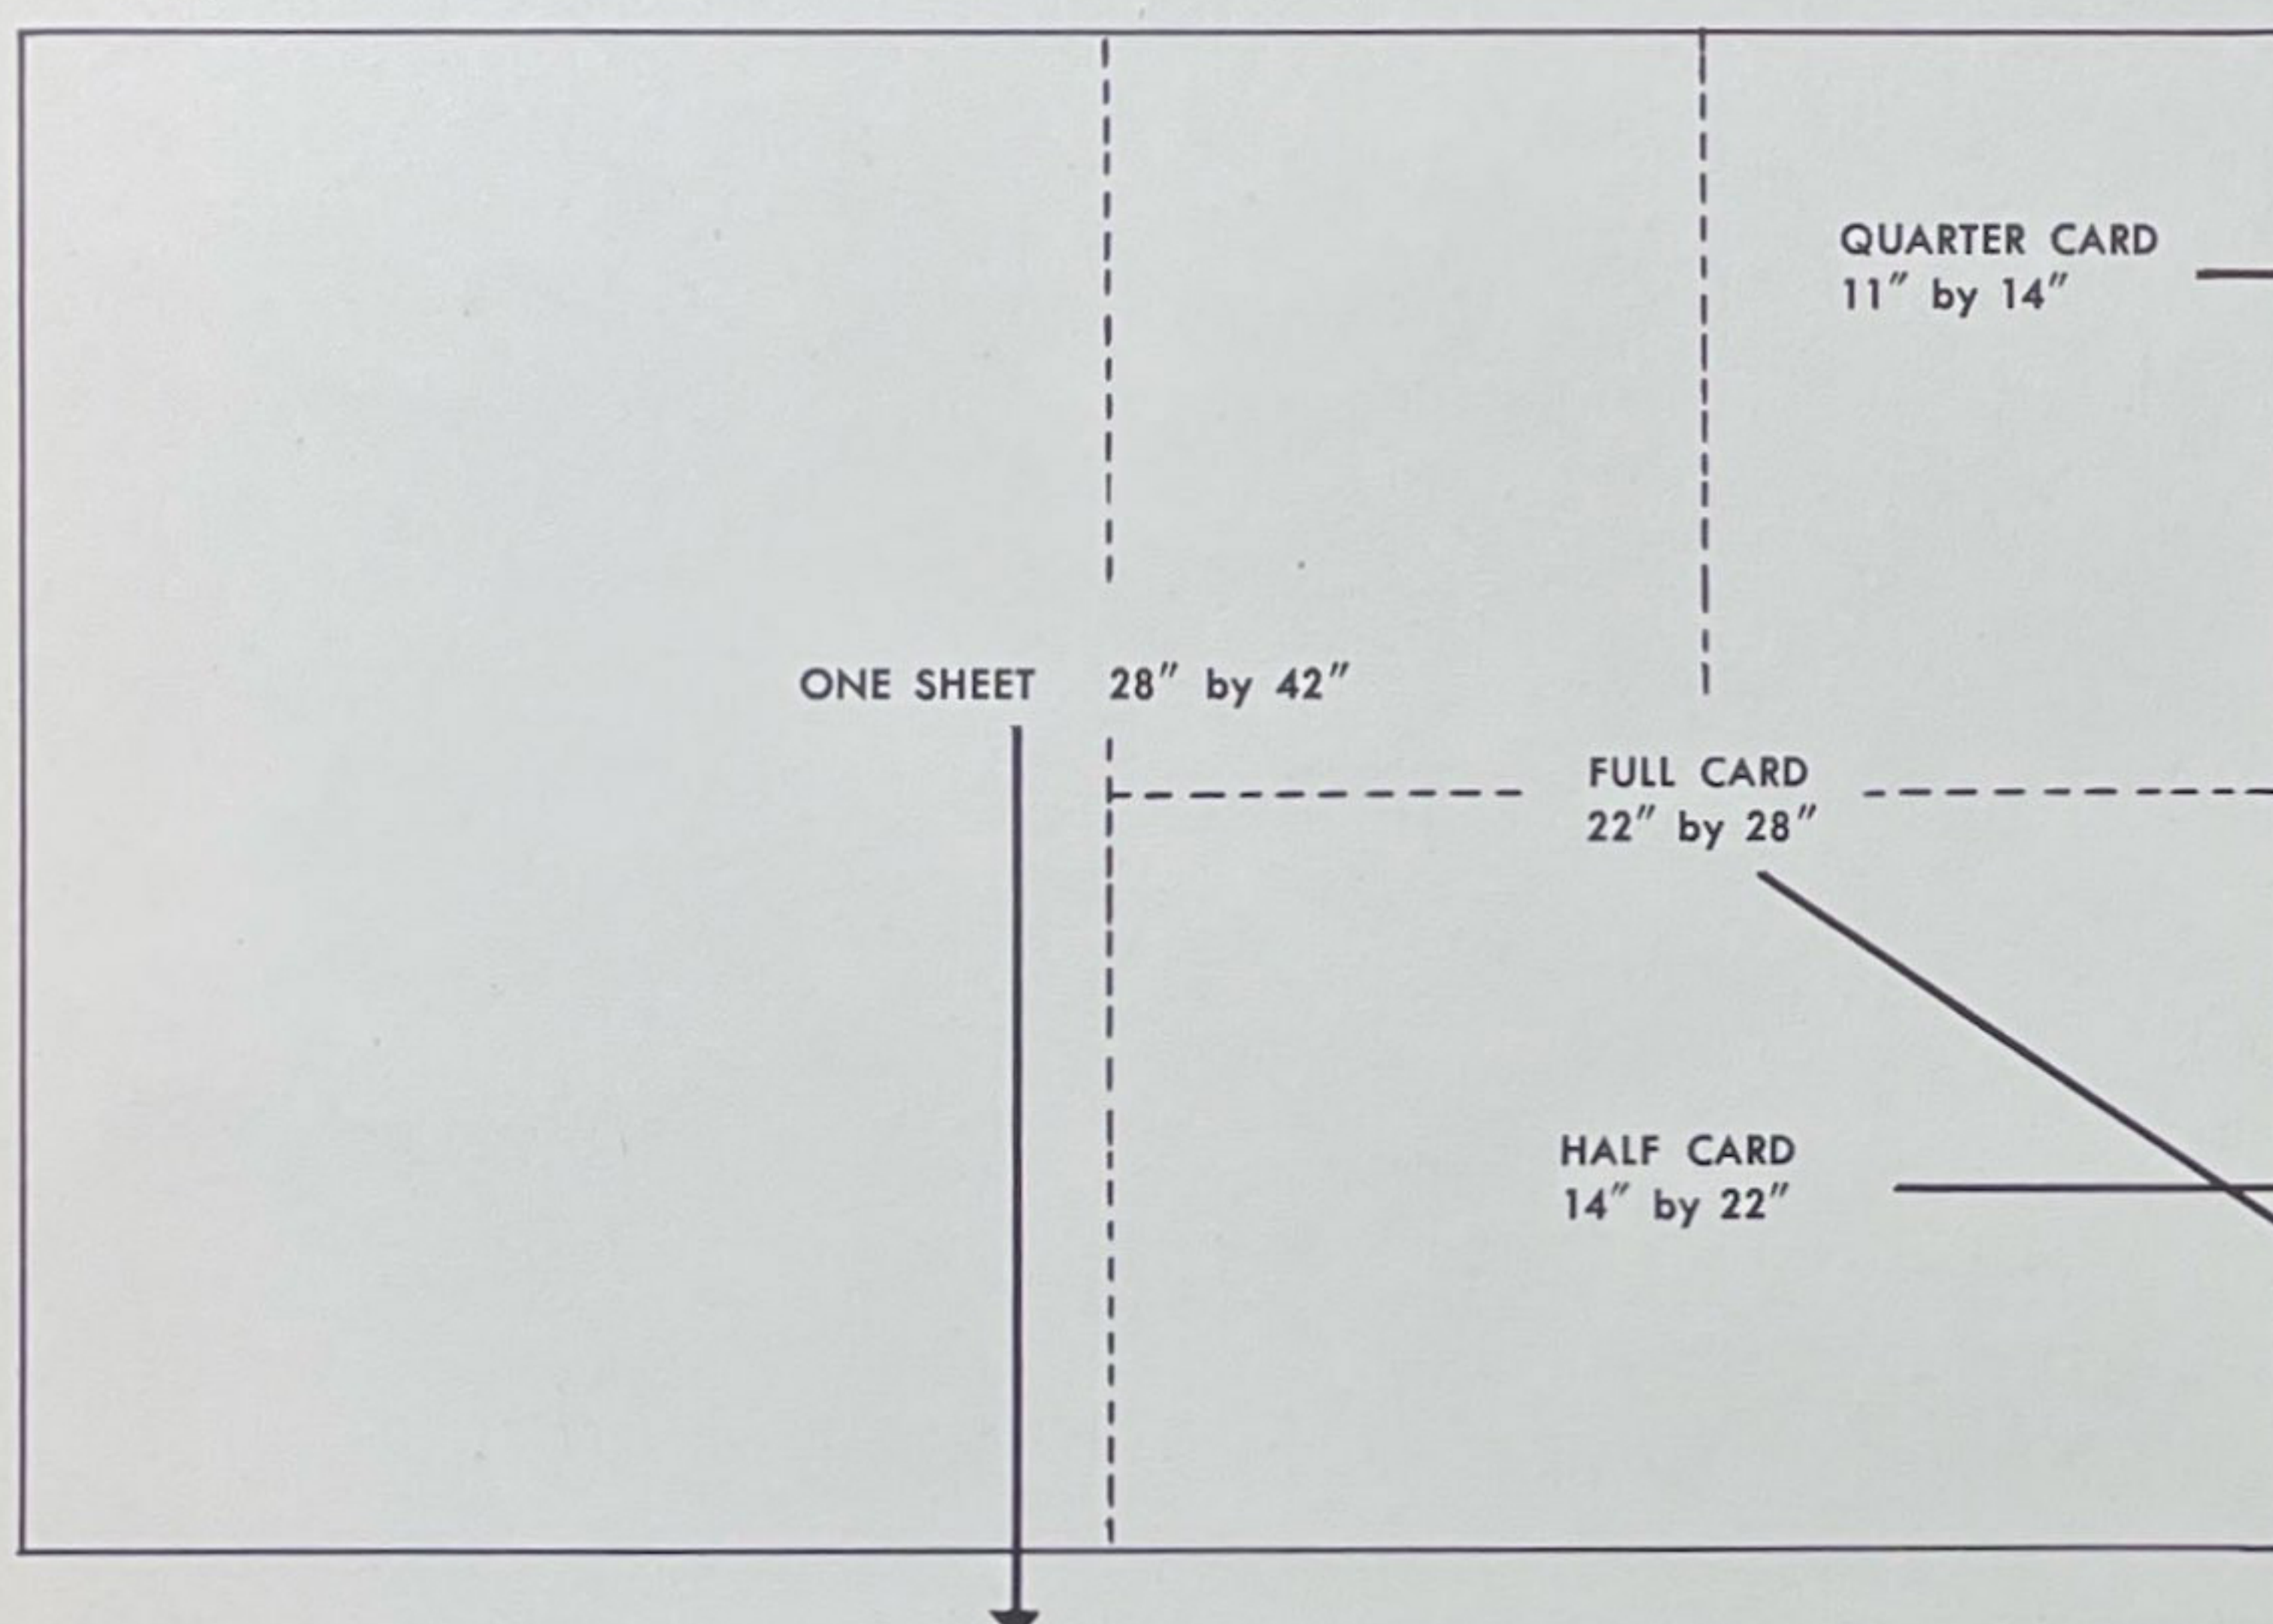 QUARTER CARD
11″ by 14″
ONE SHEET 28″ by 42″
FULL CARD
22″ by 28″
HALF CARD
14″ by 22″